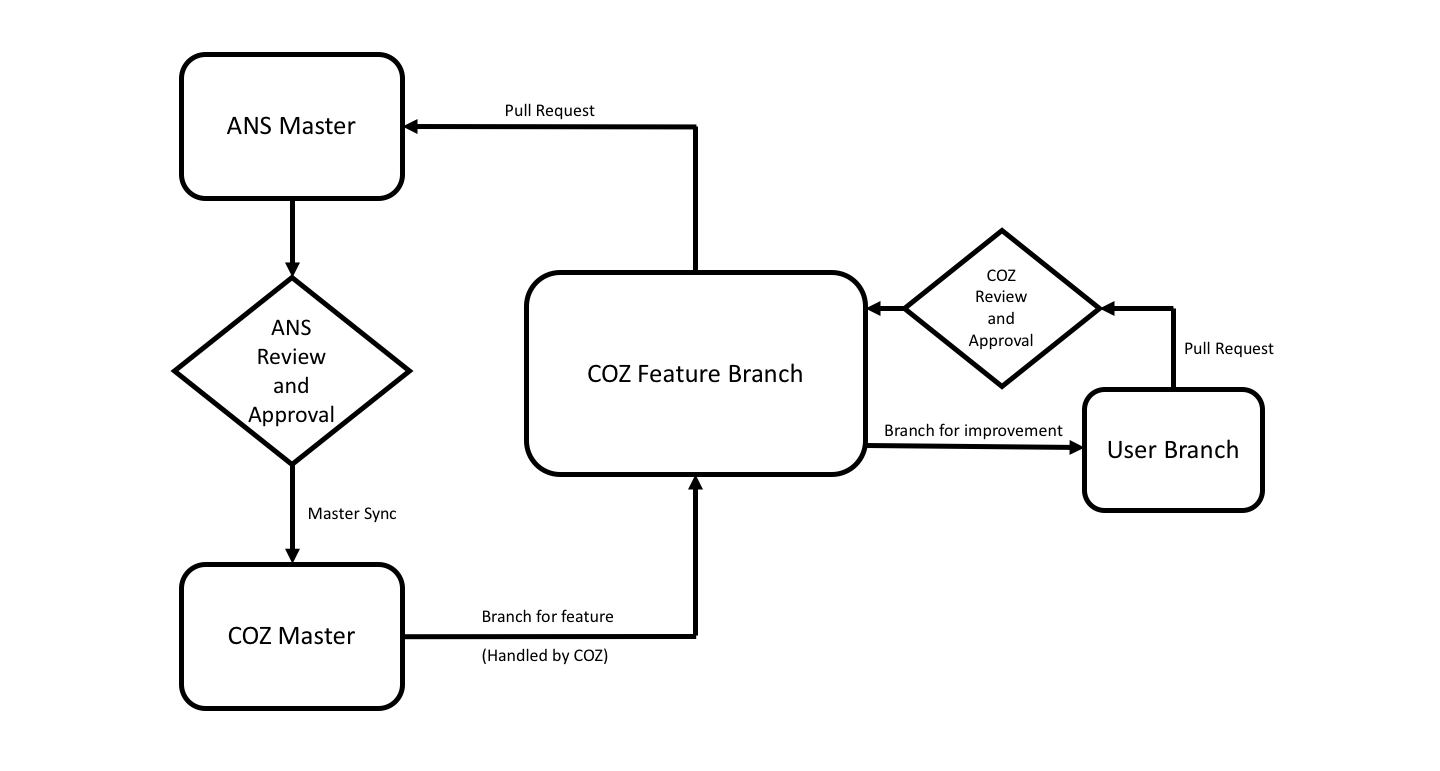 ANS Master
Pull Request
COZ
Review
and
Approval
ANS
Review
and
Approval
Pull Request
COZ Feature Branch
Branch for improvement
User Branch
Master Sync
COZ Master
Branch for feature
(Handled by COZ)